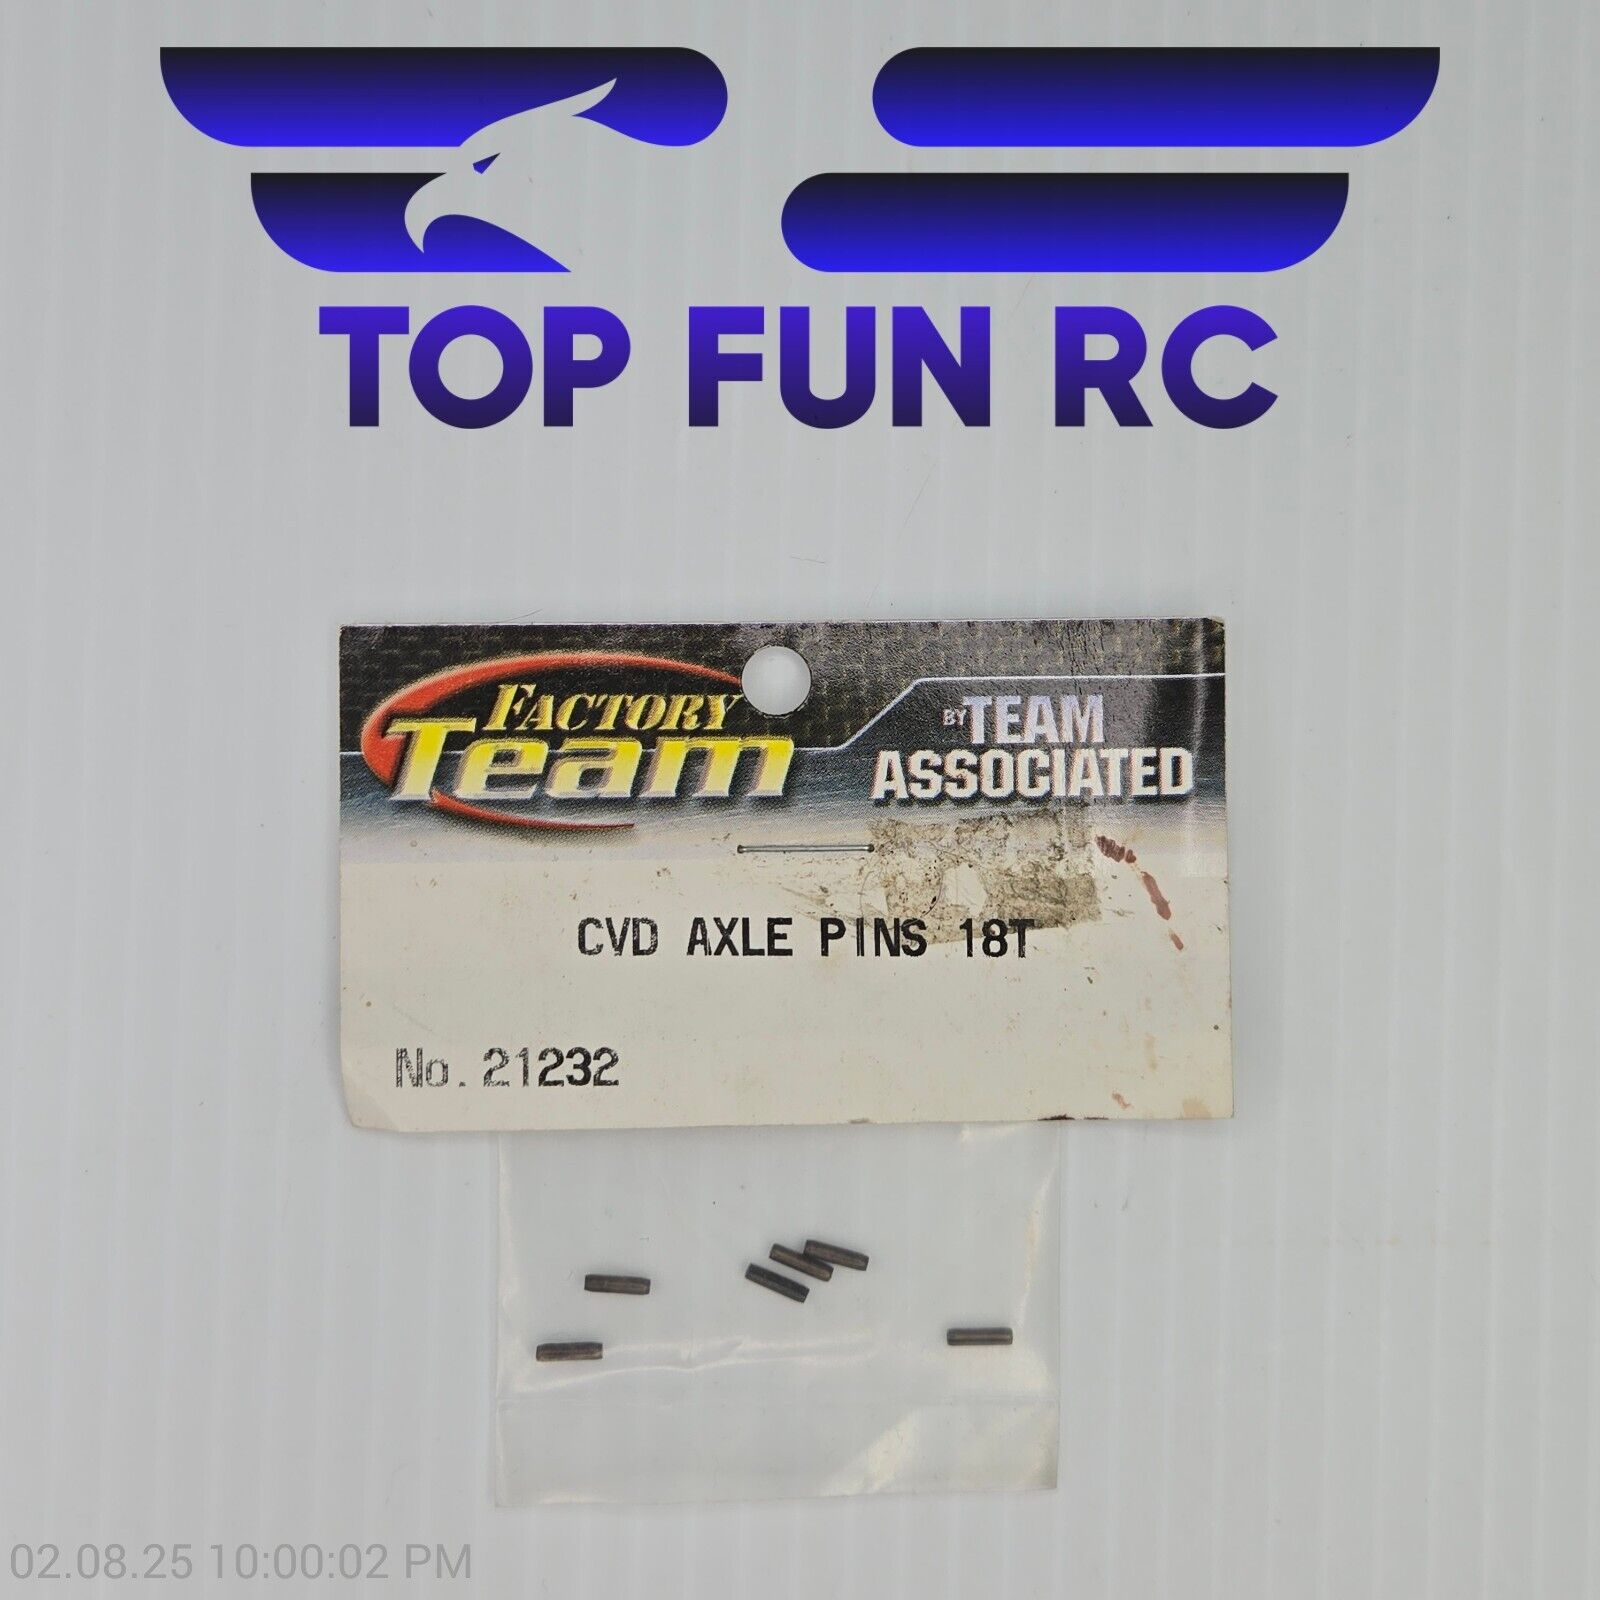 TOP FUN RC
FACTORY
Team
BY TEAM
ASSOCIATED
CVD AXLE PINS 18T
No. 21232
02.08.25 10:00:02 PM